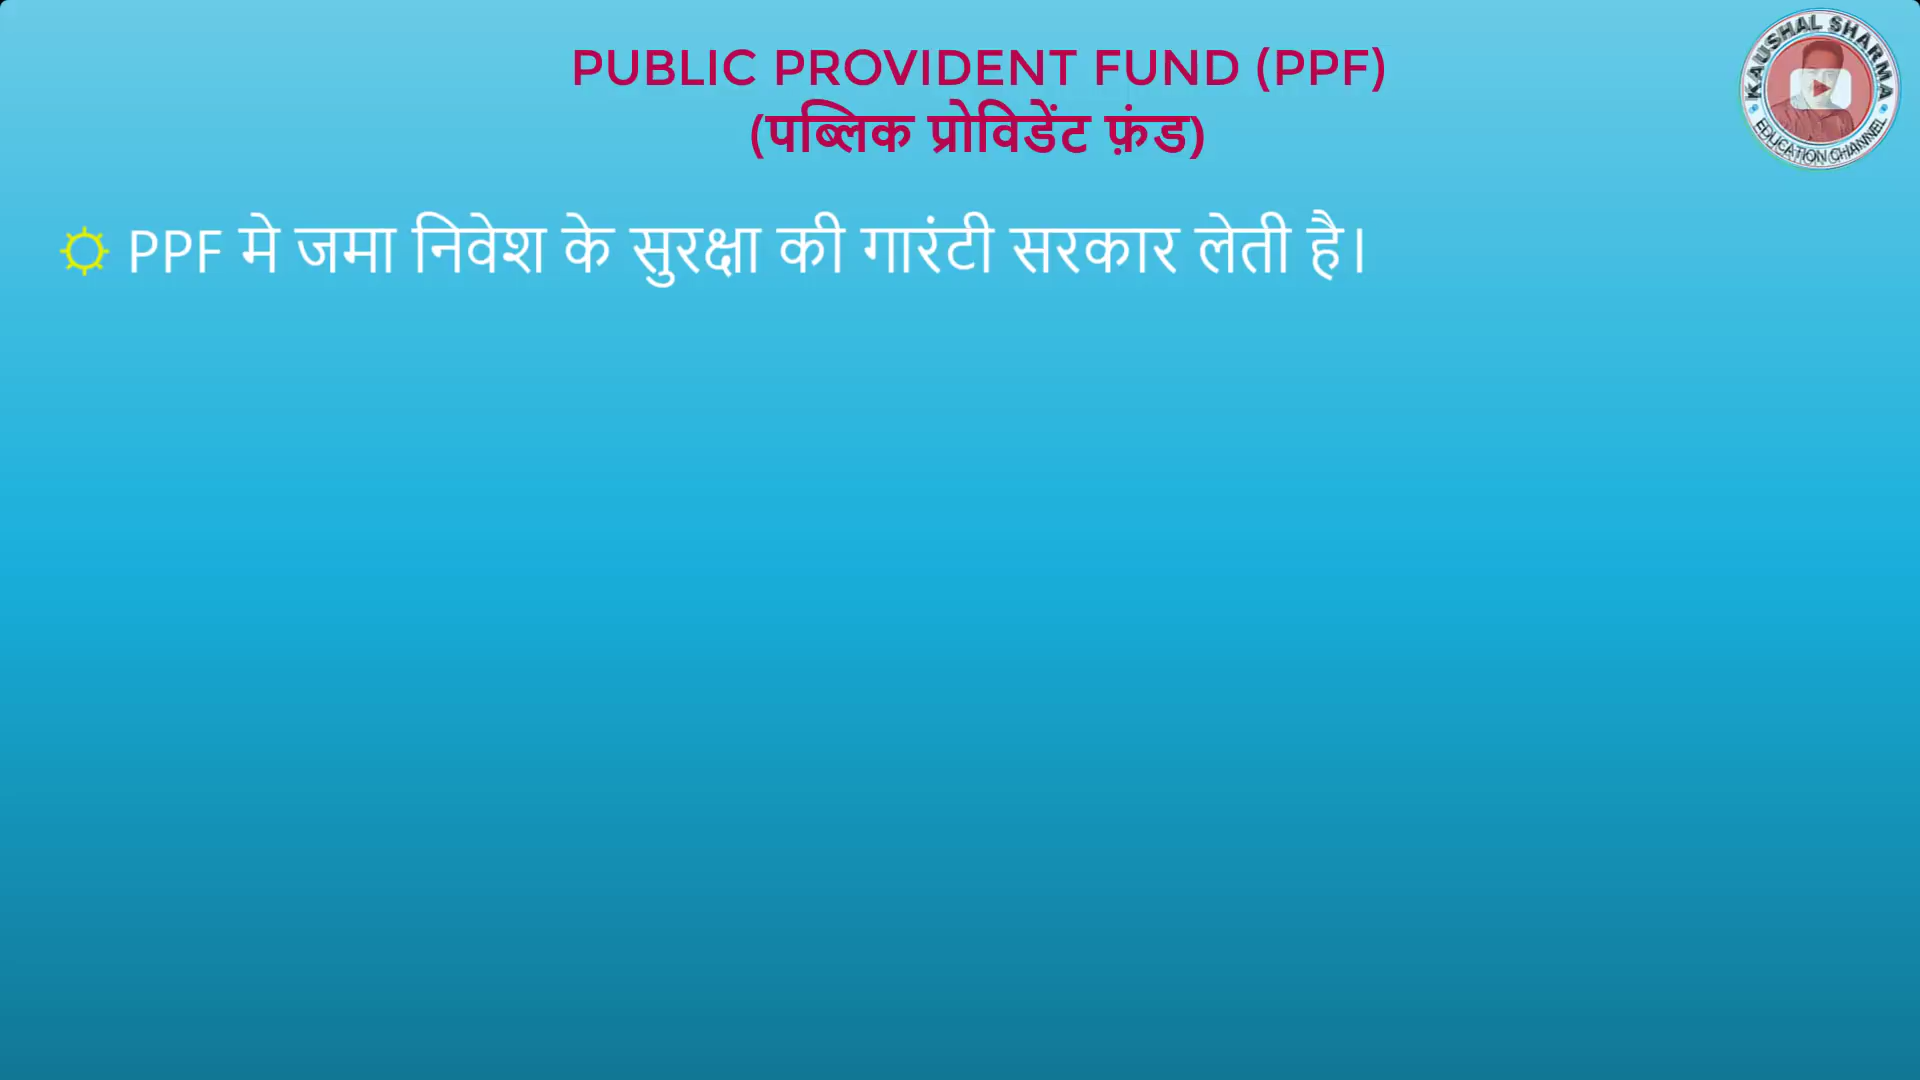 PUBLIC PROVIDENT FUND (PPF)
(पब्लिक प्रोविडेंट फ़ंड)
KAUSHAL SHARMA
EDUCATION CHANNEL
PPF मे जमा निवेश के सुरक्षा की गारंटी सरकार लेती है।